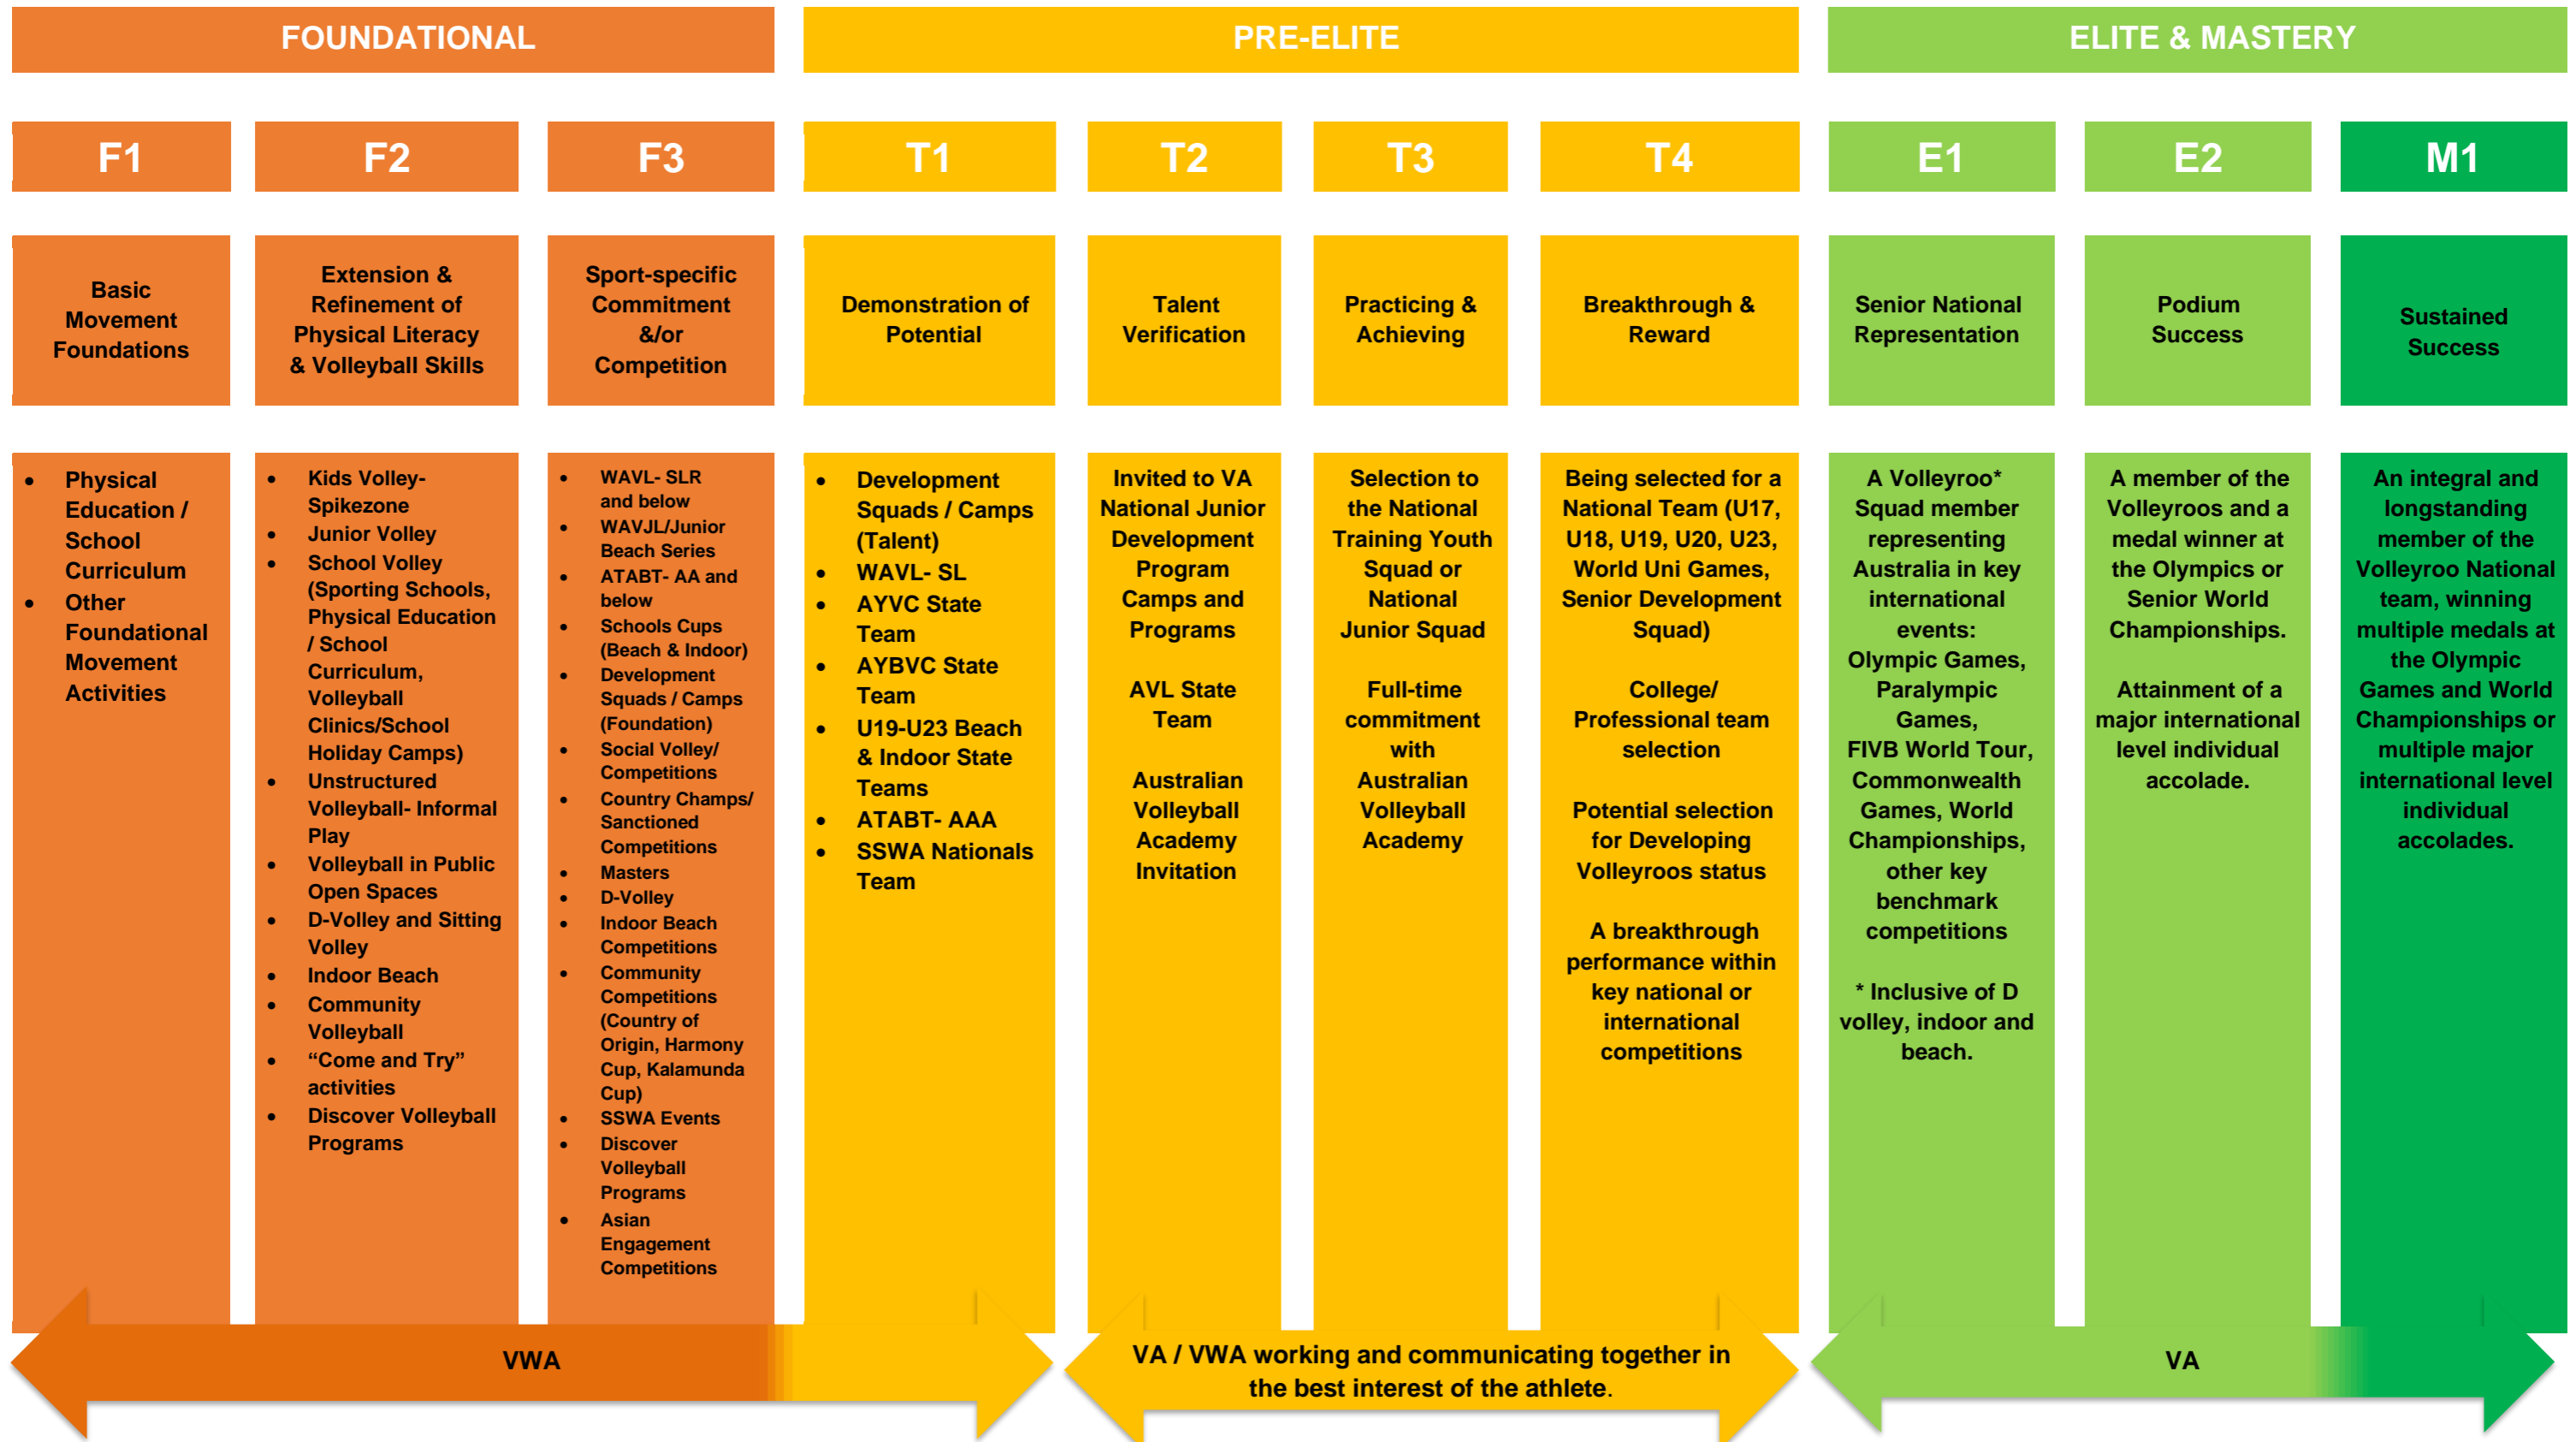 FOUNDATIONAL
PRE-ELITE
ELITE & MASTERY
F1
F2
F3
T1
T2
T3
T4
E1
E2
M1
Basic
Movement
Foundations
Extension &
Refinement of
Physical Literacy
& Volleyball Skills
Sport-specific
Commitment
&/or
Competition
Demonstration of
Potential
Talent
Verification
Practicing &
Achieving
Breakthrough &
Reward
Senior National
Representation
Podium
Success
Sustained
Success
• Physical
Education /
School
Curriculum
• Other
Foundational
Movement
Activities
• Kids Volley-
Spikezone
• Junior Volley
• School Volley
(Sporting Schools,
Physical Education
/ School
Curriculum,
Volleyball
Clinics/School
Holiday Camps)
• Unstructured
Volleyball- Informal
Play
• Volleyball in Public
Open Spaces
• D-Volley and Sitting
Volley
• Indoor Beach
• Community
Volleyball
• “Come and Try”
activities
• Discover Volleyball
Programs
• WAVL- SLR
and below
• WAVJL/Junior
Beach Series
• ATABT- AA and
below
• Schools Cups
(Beach & Indoor)
• Development
Squads / Camps
(Foundation)
• Social Volley/
Competitions
• Country Champs/
Sanctioned
Competitions
• Masters
• D-Volley
• Indoor Beach
Competitions
• Community
Competitions
(Country of
Origin, Harmony
Cup, Kalamunda
Cup)
• SSWA Events
• Discover
Volleyball
Programs
• Asian
Engagement
Competitions
• Development
Squads / Camps
(Talent)
• WAVL- SL
• AYVC State
Team
• AYBVC State
Team
• U19-U23 Beach
& Indoor State
Teams
• ATABT- AAA
• SSWA Nationals
Team
Invited to VA
National Junior
Development
Program
Camps and
Programs
AVL State
Team
Australian
Volleyball
Academy
Invitation
Selection to
the National
Training Youth
Squad or
National
Junior Squad
Full-time
commitment
with
Australian
Volleyball
Academy
Being selected for a
National Team (U17,
U18, U19, U20, U23,
World Uni Games,
Senior Development
Squad)
College/
Professional team
selection
Potential selection
for Developing
Volleyroos status
A breakthrough
performance within
key national or
international
competitions
A Volleyroo*
Squad member
representing
Australia in key
international
events:
Olympic Games,
Paralympic
Games,
FIVB World Tour,
Commonwealth
Games, World
Championships,
other key
benchmark
competitions
* Inclusive of D
volley, indoor and
beach.
A member of the
Volleyroos and a
medal winner at
the Olympics or
Senior World
Championships.
Attainment of a
major international
level individual
accolade.
An integral and
longstanding
member of the
Volleyroo National
team, winning
multiple medals at
the Olympic
Games and World
Championships or
multiple major
international level
individual
accolades.
VWA
VA / VWA working and communicating together in
the best interest of the athlete.
VA